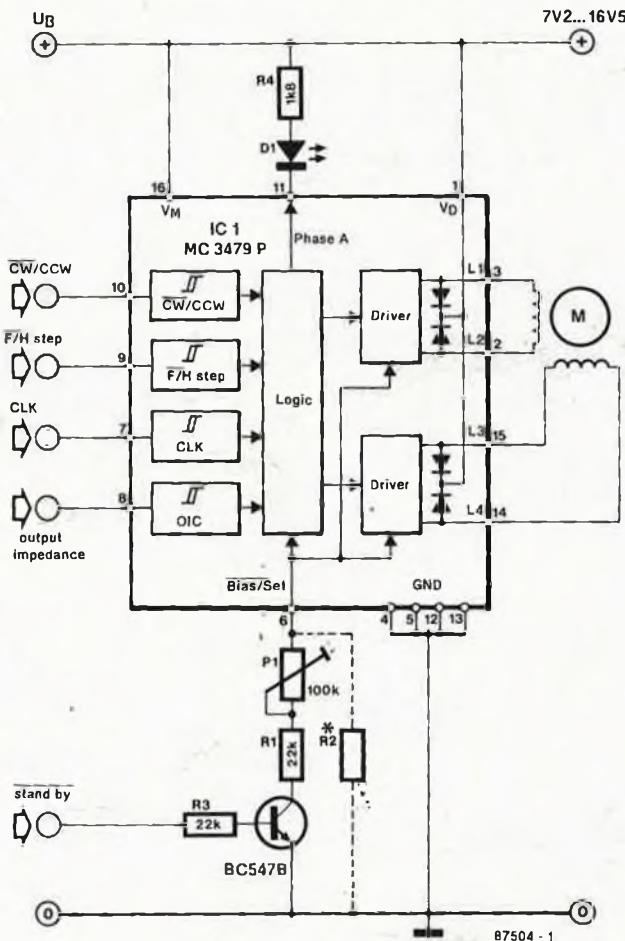 UB
7V2...16V5
+
+
R4
1k8
D1
16
11
1
VM
VD
IC 1
MC 3479 P
Phase A
CW/CCW
10
CW/CCW
L1
3
Driver
M
F/H step
9
F/H step
L2
2
Logic
CLK
7
CLK
L3
15
Driver
8
OIC
L4
14
output
impedance
Bias/Set
GND
6
4
5
12
13
P1
100k
R1
*
R2
stand by
R3
22k
BC547B
0
0
87504 - 1